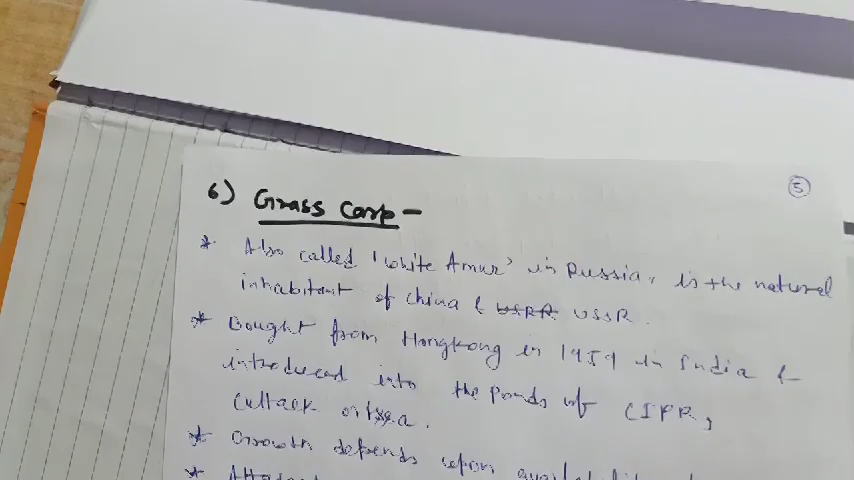 5
6) Grass Carp -
* Also called 'White Amur' in Russia, is the natural
inhabitant of China & USSR.
* Bought from Hongkong in 1959 in India &
introduced into the Ponds of CIFR,
Cuttack orissa.
* Growth depends upon
*